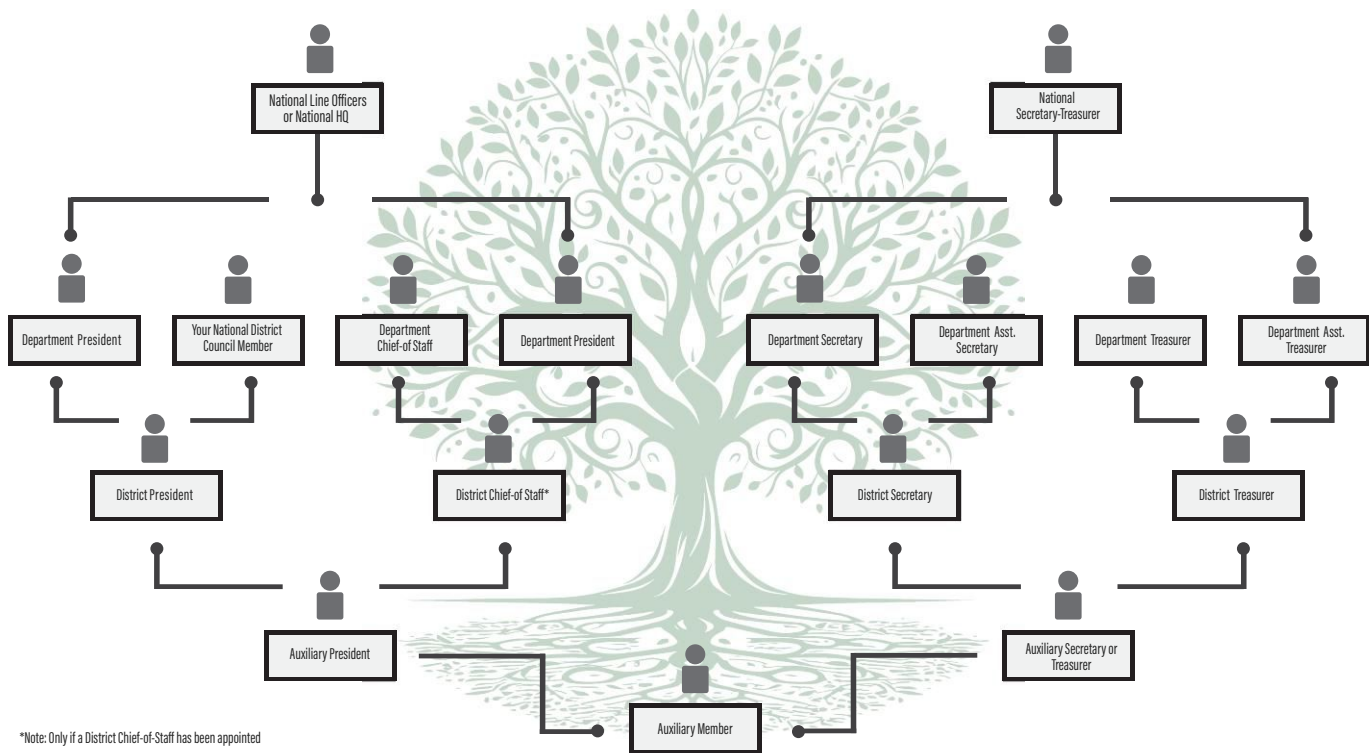 National Line Officers
or National HQ
National
Secretary-Treasurer
Department President
Your National District
Council Member
Department
Chief-of Staff
Department President
Department Secretary
Department Asst.
Secretary
Department Treasurer
Department Asst.
Treasurer
District President
District Chief-of Staff*
District Secretary
District Treasurer
Auxiliary President
Auxiliary Secretary or
Treasurer
Auxiliary Member
*Note: Only if a District Chief-of-Staff has been appointed